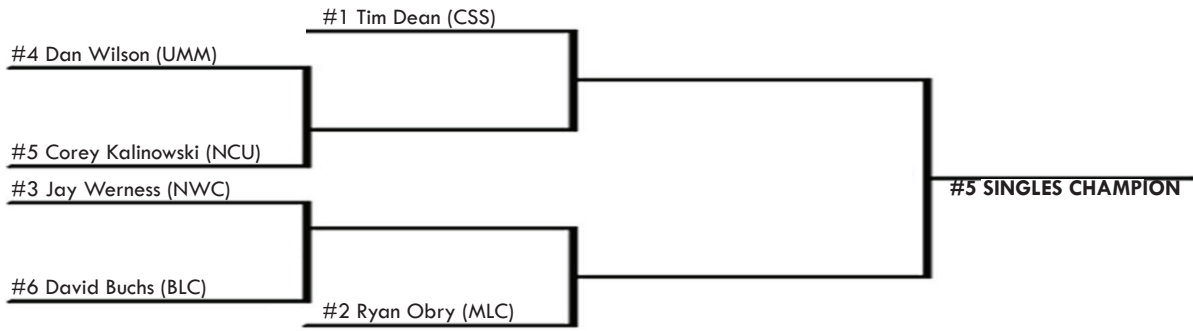 #1 Tim Dean (CSS)
#4 Dan Wilson (UMM)
#5 Corey Kalinowski (NCU)
#3 Jay Werness (NWC)
#5 SINGLES CHAMPION
#6 David Buchs (BLC)
#2 Ryan Obry (MLC)